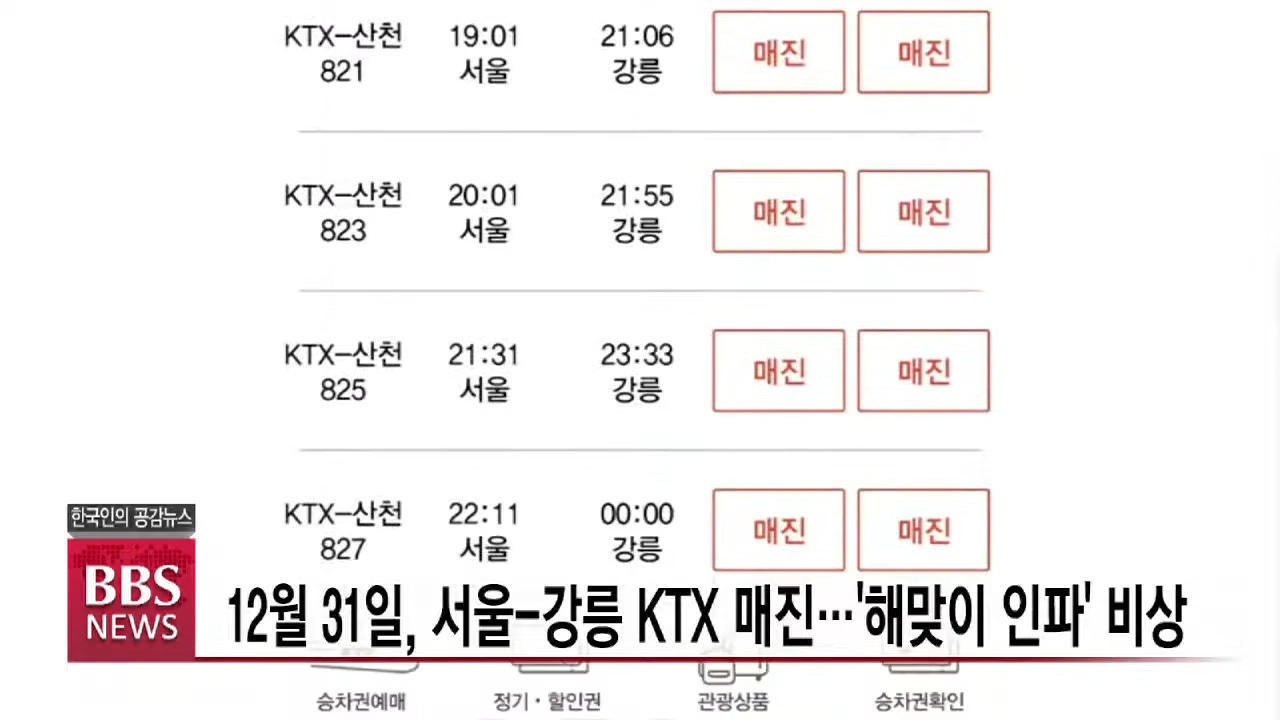 KTX-산천 19:01 21:06 매진 매진
821 서울 강릉
KTX-산천 20:01 21:55 매진 매진
823 서울 강릉
KTX-산천 21:31 23:33 매진 매진
825 서울 강릉
KTX-산천 22:11 00:00 매진 매진
827 서울 강릉
한국인의 공감뉴스
BBS
NEWS
12월 31일, 서울-강릉 KTX 매진…'해맞이 인파' 비상
승차권예매 정기·할인권 관광상품 승차권확인